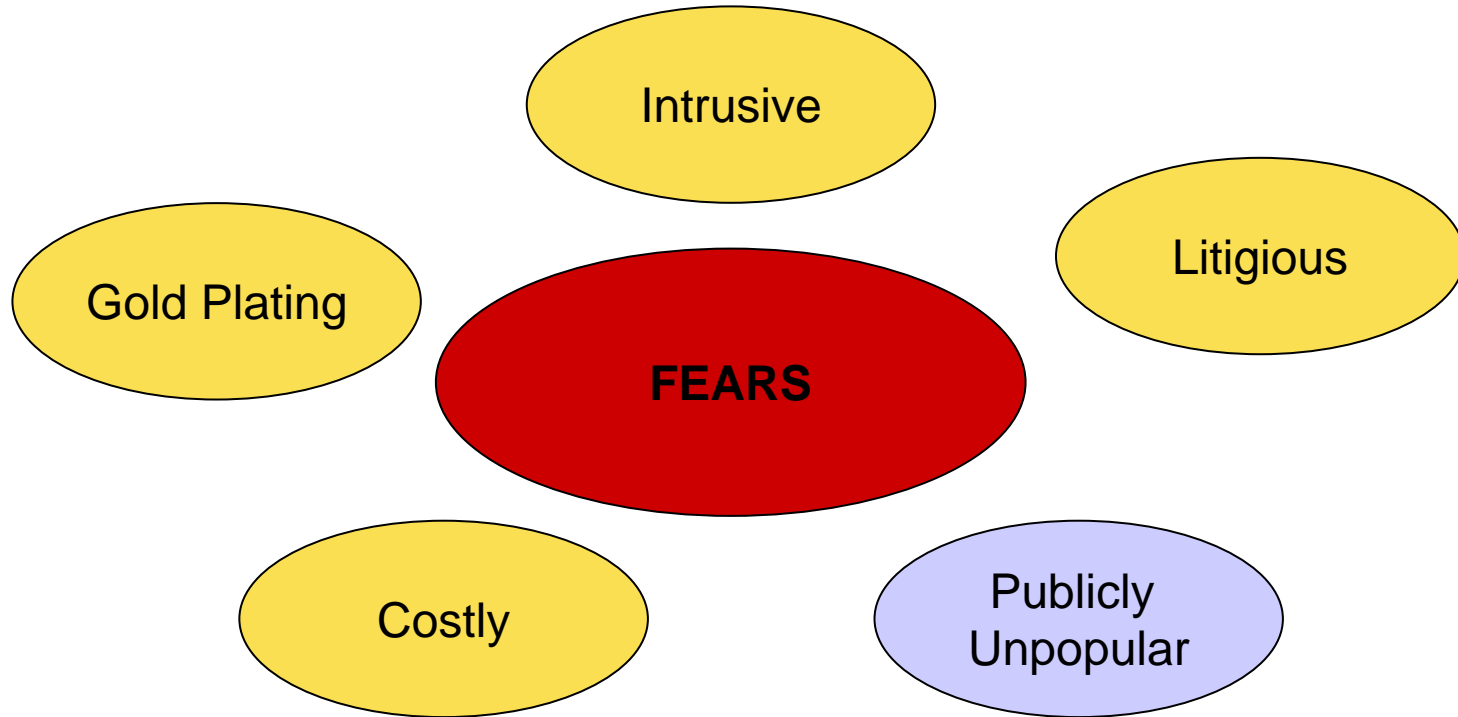 Intrusive
Litigious
Gold Plating
FEARS
Costly
Publicly
Unpopular